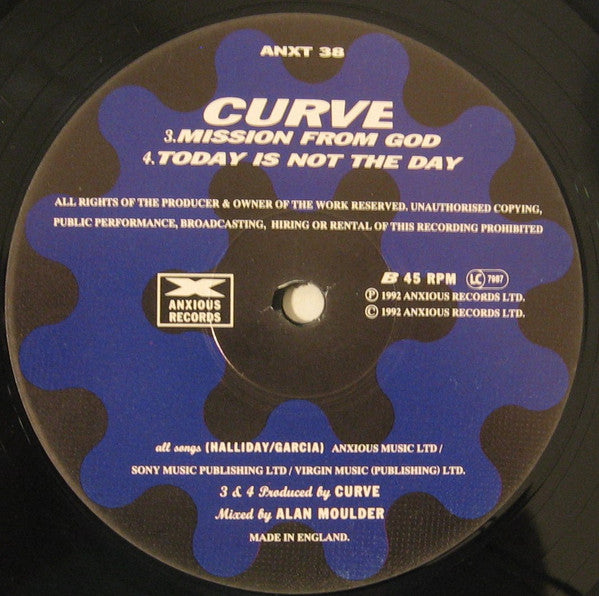 ANXT 38
CURVE
3.MISSION FROM GOD
4.TODAY IS NOT THE DAY
ALL RIGHTS OF THE PRODUCER & OWNER OF THE WORK RESERVED. UNAUTHORISED COPYING,
PUBLIC PERFORMANCE, BROADCASTING, HIRING OR RENTAL OF THIS RECORDING PROHIBITED
X
ANXIOUS
RECORDS
B 45 RPM LC 7987
Ⓟ 1992 ANXIOUS RECORDS LTD.
© 1992 ANXIOUS RECORDS LTD.
all songs (HALLIDAY/GARCIA) ANXIOUS MUSIC LTD /
SONY MUSIC PUBLISHING LTD / VIRGIN MUSIC (PUBLISHING) LTD.
3 & 4 Produced by CURVE
Mixed by ALAN MOULDER
MADE IN ENGLAND.